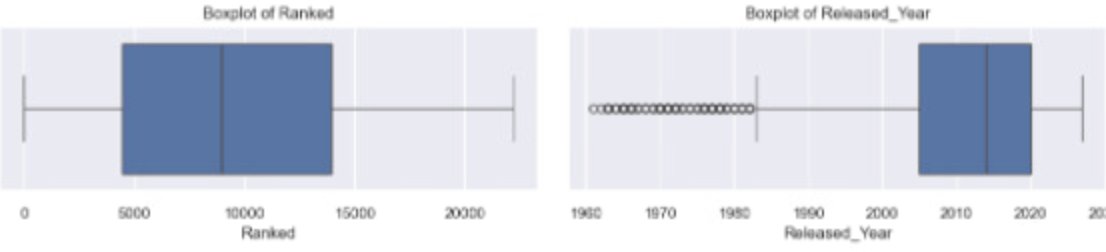 Boxplot of Ranked
0 5000 10000 15000 20000
Ranked
Boxplot of Released_Year
1960 1970 1980 1990 2000 2010 2020
Released_Year